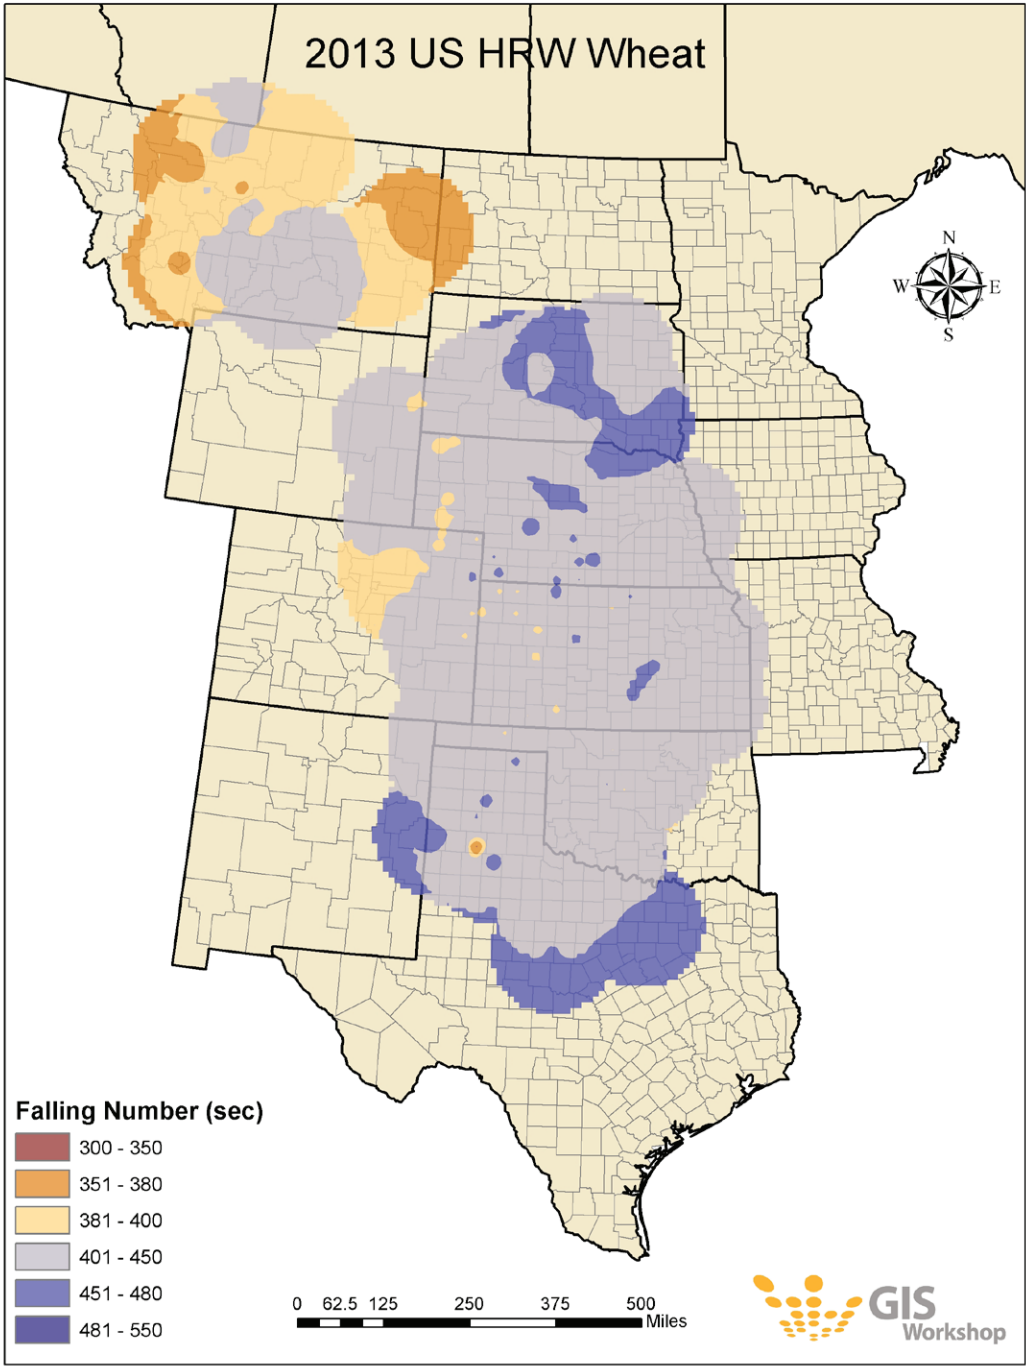 2013 US HRW Wheat
N
W E
S
Falling Number (sec)
300 - 350
351 - 380
381 - 400
401 - 450
451 - 480
481 - 550
0 62.5 125 250 375 500
Miles
GIS
Workshop